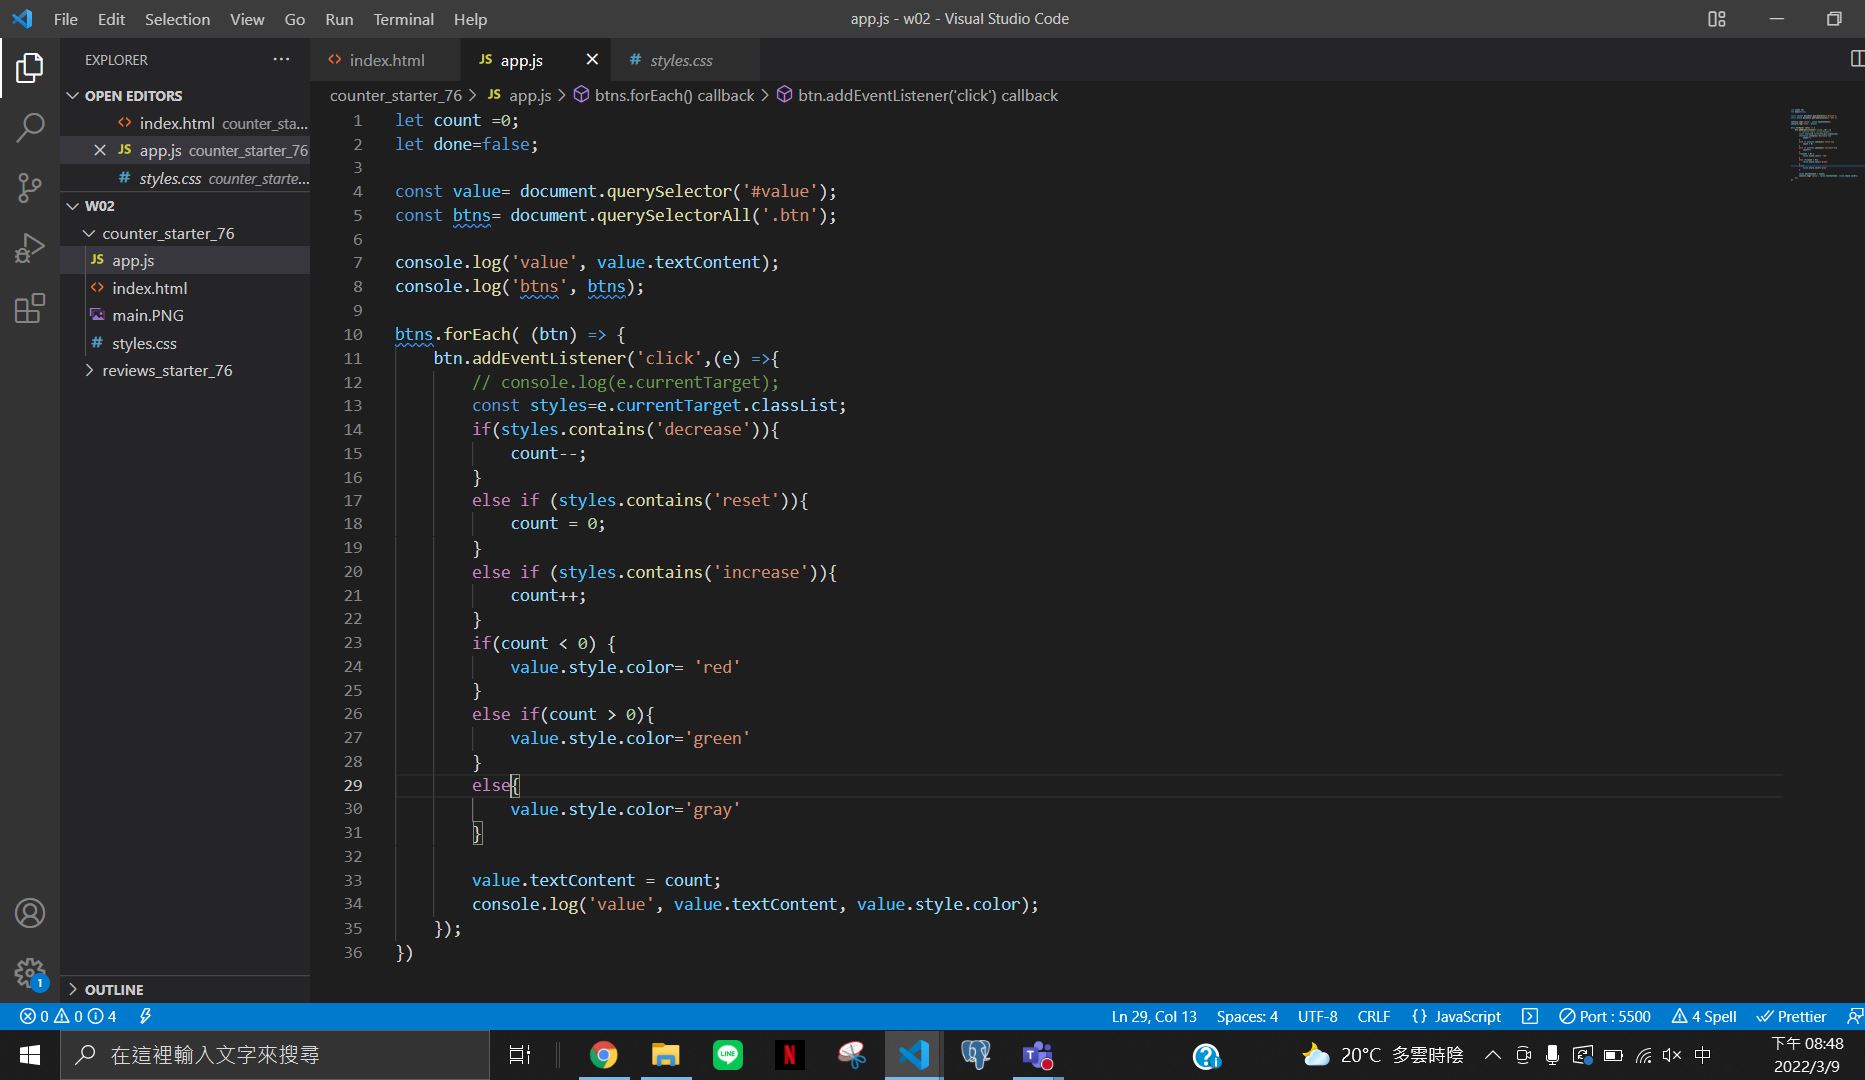 File Edit Selection View Go Run Terminal Help
app.js - w02 - Visual Studio Code
EXPLORER
OPEN EDITORS
index.html counter_sta...
JS app.js counter_starter_76
# styles.css counter_starte...
W02
counter_starter_76
JS app.js
index.html
main.PNG
# styles.css
reviews_starter_76
OUTLINE
index.html
JS app.js
# styles.css
counter_starter_76 > JS app.js > btns.forEach() callback > btn.addEventListener('click') callback
1 let count =0;
2 let done=false;
3
4 const value= document.querySelector('#value');
5 const btns= document.querySelectorAll('.btn');
6
7 console.log('value', value.textContent);
8 console.log('btns', btns);
9
10 btns.forEach( (btn) => {
11 btn.addEventListener('click',(e) =>{
12 // console.log(e.currentTarget);
13 const styles=e.currentTarget.classList;
14 if(styles.contains('decrease')){
15 count--;
16 }
17 else if (styles.contains('reset')){
18 count = 0;
19 }
20 else if (styles.contains('increase')){
21 count++;
22 }
23 if(count < 0) {
24 value.style.color= 'red'
25 }
26 else if(count > 0){
27 value.style.color='green'
28 }
29 else{
30 value.style.color='gray'
31 }
32
33 value.textContent = count;
34 console.log('value', value.textContent, value.style.color);
35 });
36 })
1
0 0 4
Ln 29, Col 13 Spaces: 4 UTF-8 CRLF {} JavaScript Port : 5500 4 Spell Prettier
在這裡輸入文字來搜尋
LINE
N
T
20°C 多雲時陰
中
下午 08:48
2022/3/9